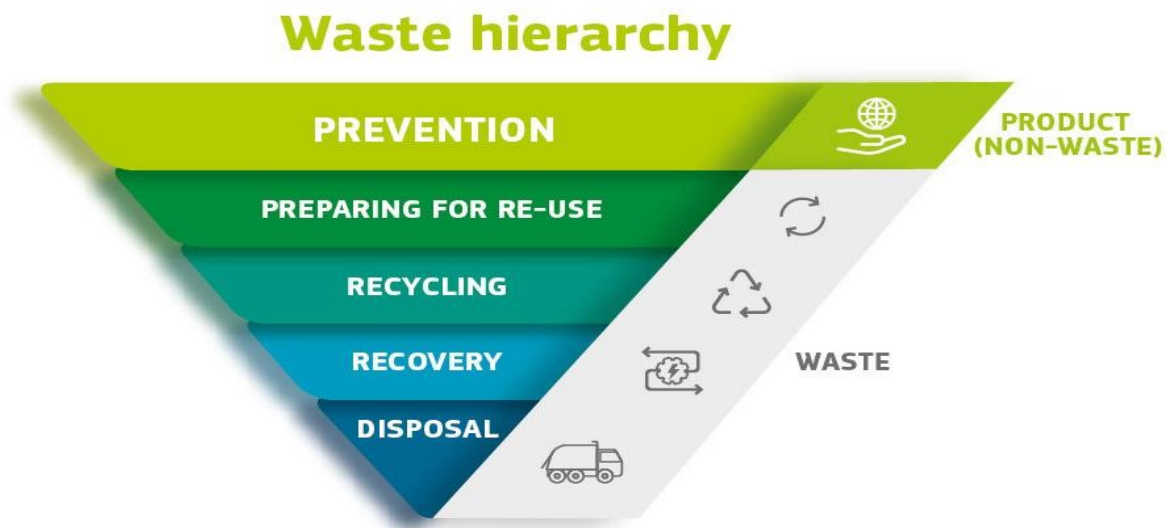 Waste hierarchy
PREVENTION
PRODUCT
(NON-WASTE)
PREPARING FOR RE-USE
RECYCLING
RECOVERY
WASTE
DISPOSAL